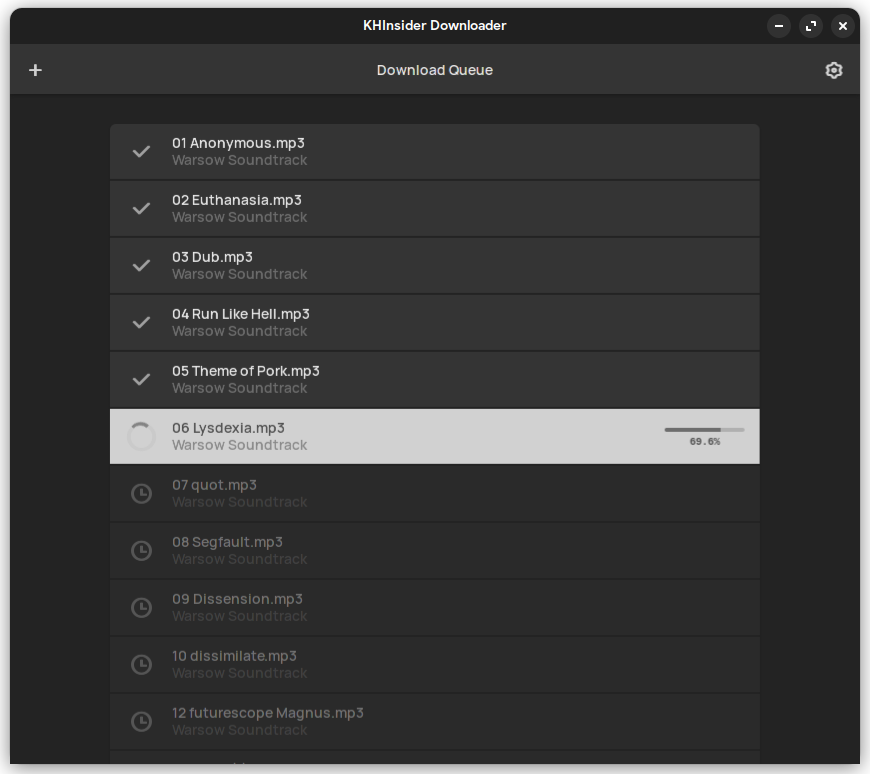 KHInsider Downloader
Download Queue
01 Anonymous.mp3
Warsow Soundtrack
02 Euthanasia.mp3
Warsow Soundtrack
03 Dub.mp3
Warsow Soundtrack
04 Run Like Hell.mp3
Warsow Soundtrack
05 Theme of Pork.mp3
Warsow Soundtrack
06 Lysdexia.mp3
Warsow Soundtrack
69.6%
07 quot.mp3
Warsow Soundtrack
08 Segfault.mp3
Warsow Soundtrack
09 Dissension.mp3
Warsow Soundtrack
10 dissimilate.mp3
Warsow Soundtrack
12 futurescope Magnus.mp3
Warsow Soundtrack